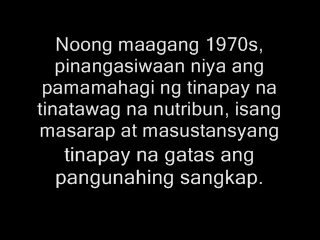 Noong maagang 1970s,
pinangasiwaan niya ang
pamamahagi ng tinapay na
tinatawag na nutribun, isang
masarap at masustansyang
tinapay na gatas ang
pangunahing sangkap.